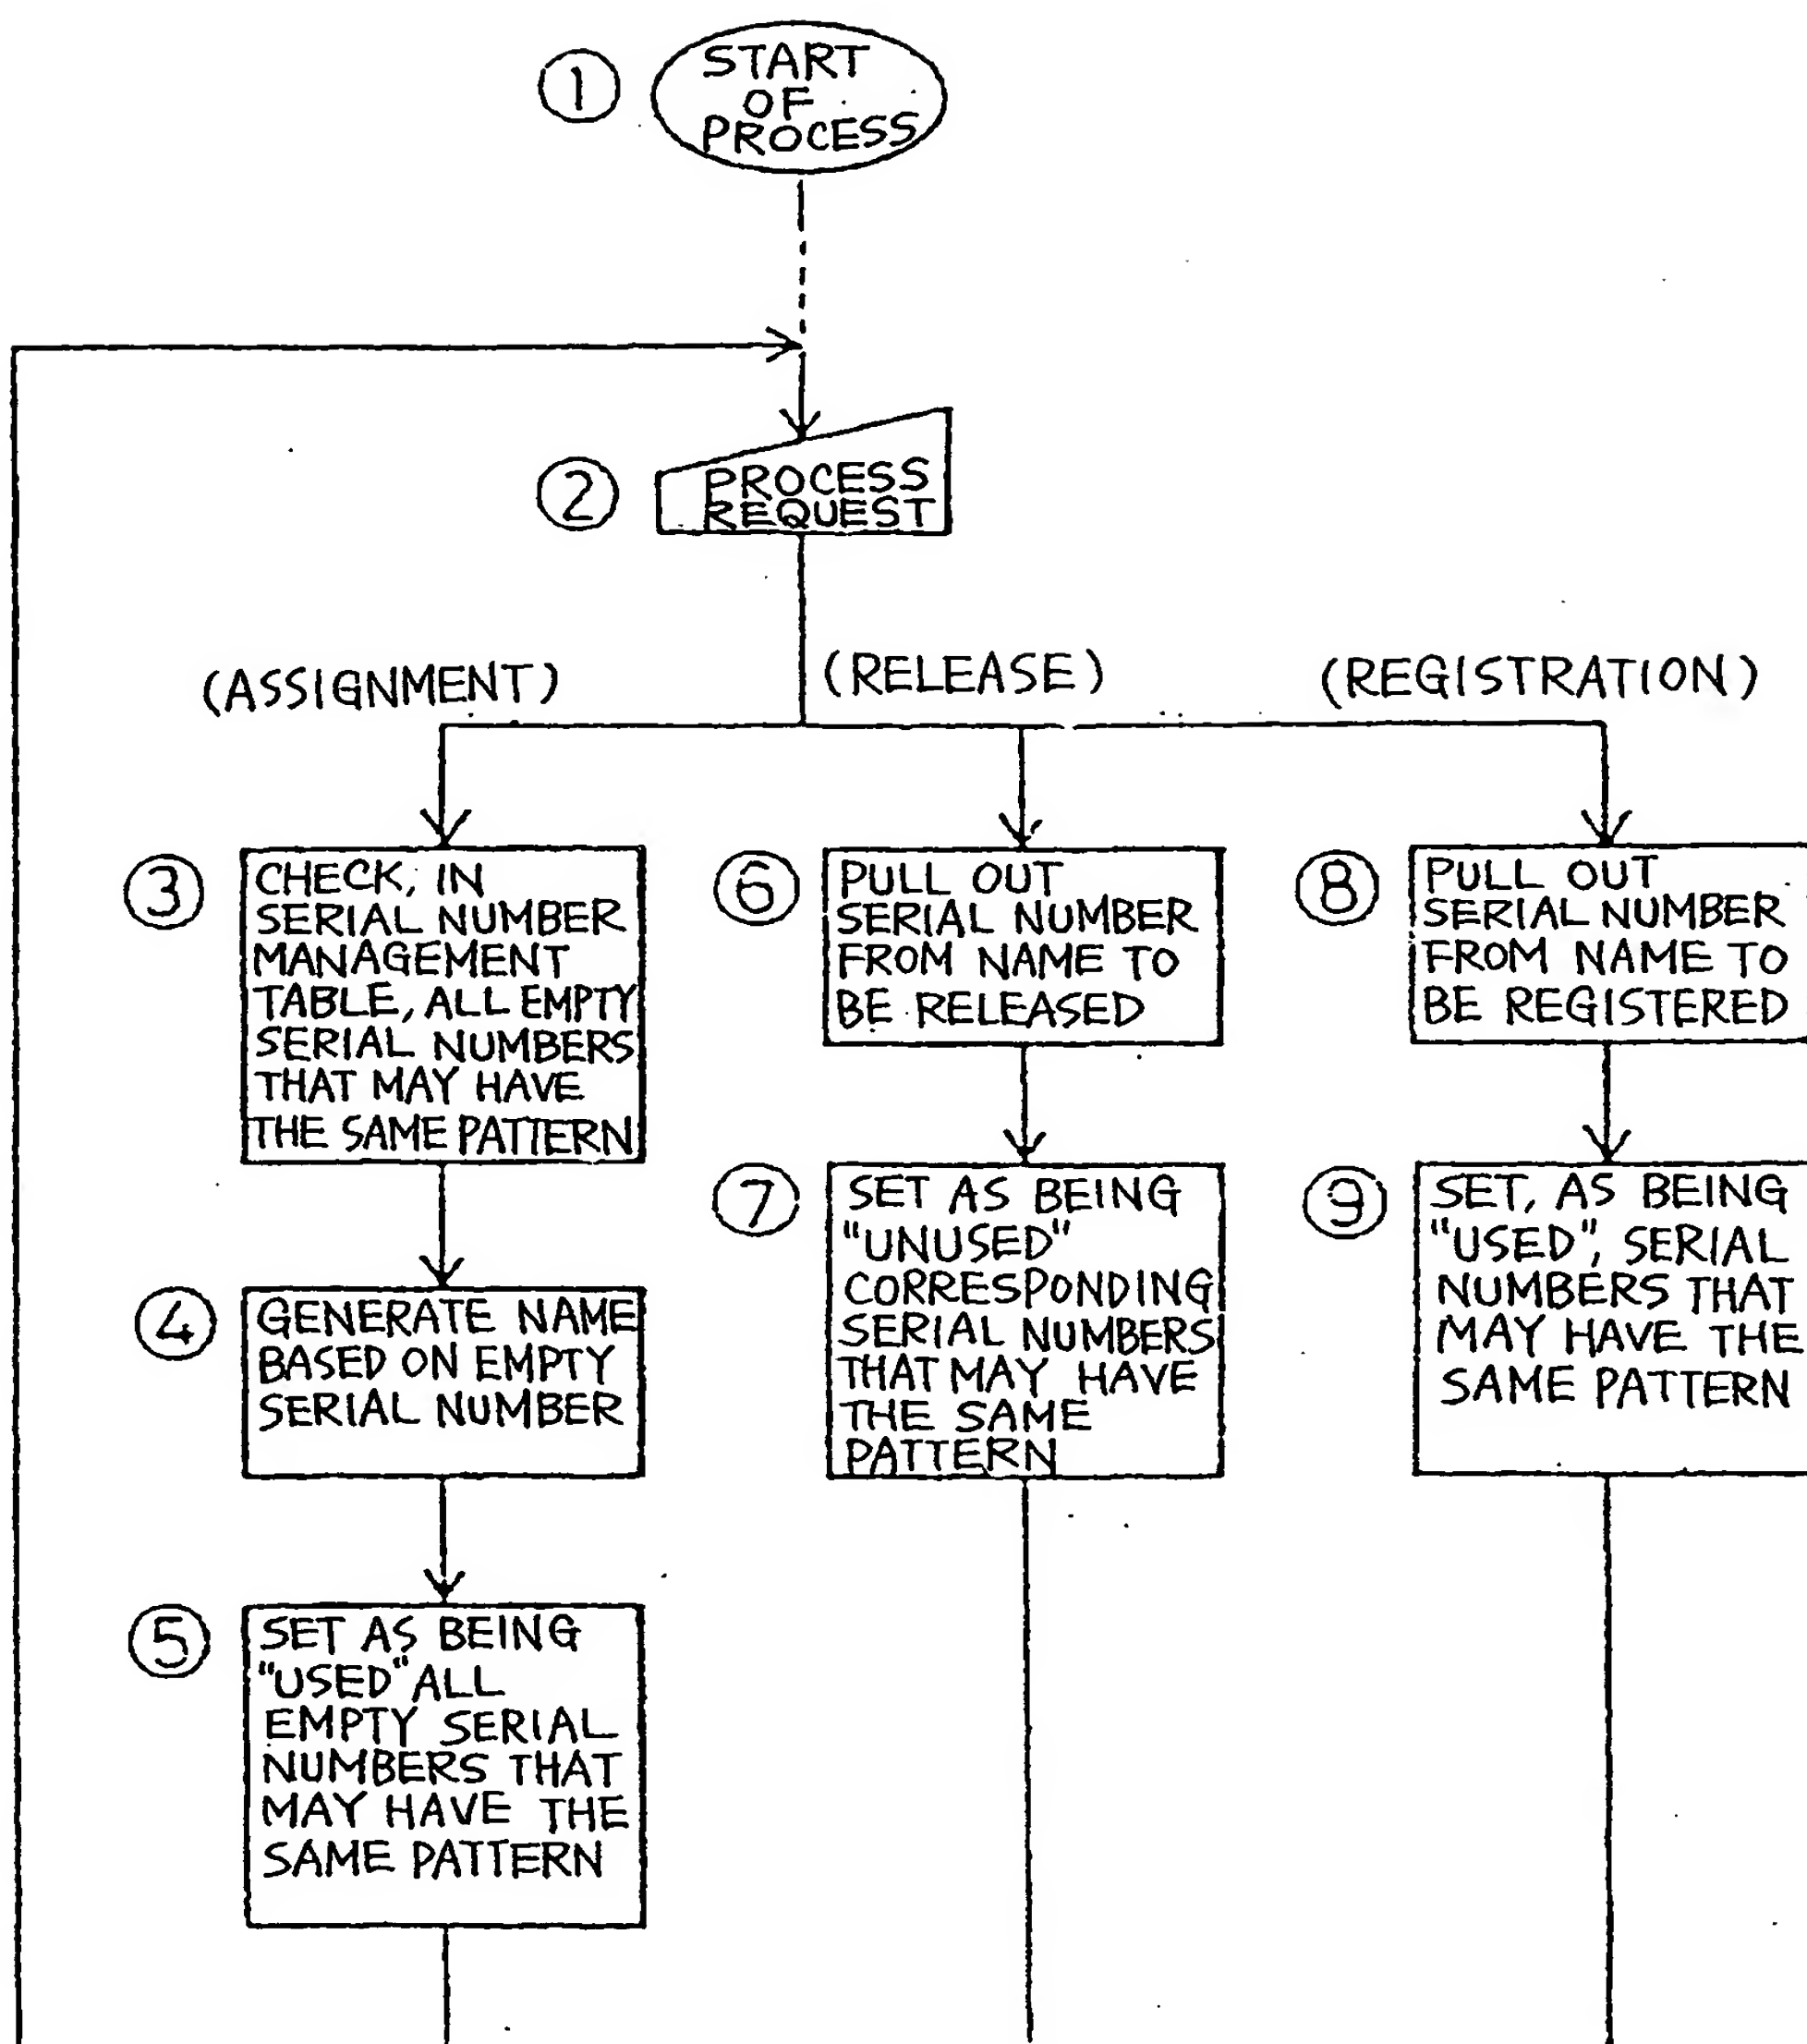 1
START
OF
PROCESS
2
PROCESS
REQUEST
(ASSIGNMENT)
(RELEASE)
(REGISTRATION)
3
CHECK, IN
SERIAL NUMBER
MANAGEMENT
TABLE, ALL EMPTY
SERIAL NUMBERS
THAT MAY HAVE
THE SAME PATTERN
6
PULL OUT
SERIAL NUMBER
FROM NAME TO
BE RELEASED
8
PULL OUT
SERIAL NUMBER
FROM NAME TO
BE REGISTERED
4
GENERATE NAME
BASED ON EMPTY
SERIAL NUMBER
7
SET AS BEING
"UNUSED"
CORRESPONDING
SERIAL NUMBERS
THAT MAY HAVE
THE SAME
PATTERN
9
SET, AS BEING
"USED", SERIAL
NUMBERS THAT
MAY HAVE THE
SAME PATTERN
5
SET AS BEING
"USED" ALL
EMPTY SERIAL
NUMBERS THAT
MAY HAVE THE
SAME PATTERN